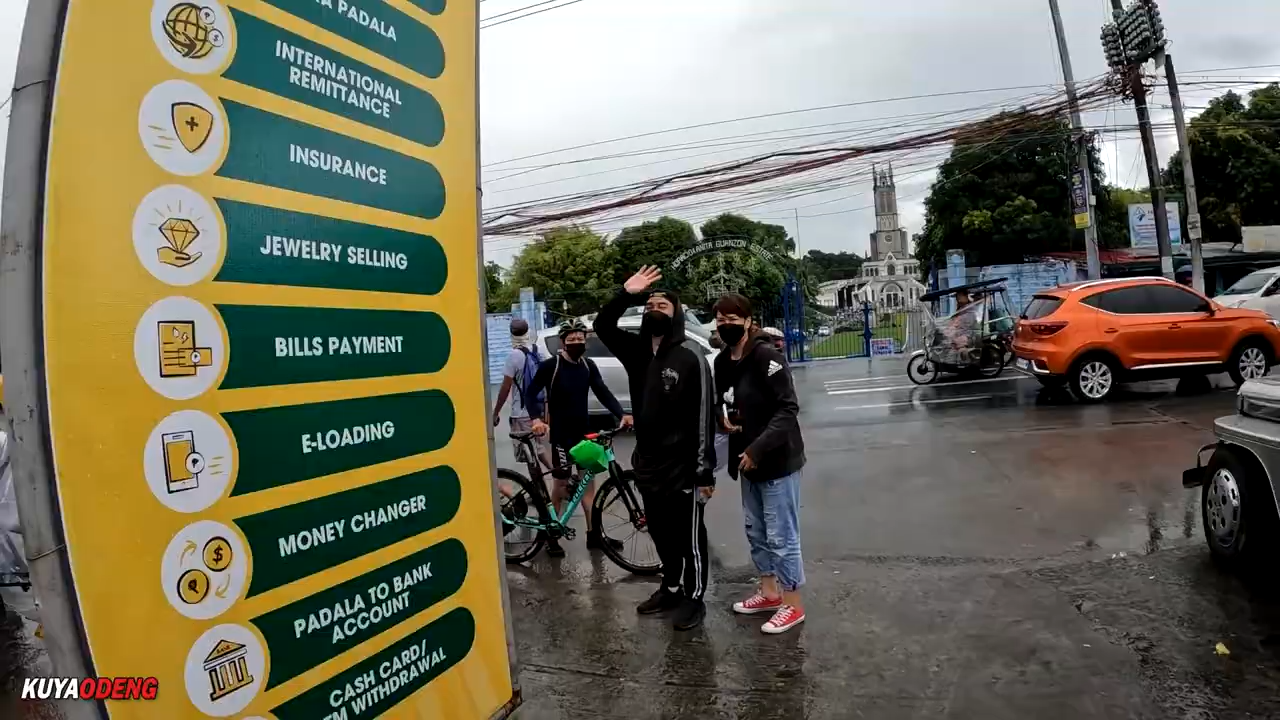 PADALA
INTERNATIONAL
REMITTANCE
INSURANCE
JEWELRY SELLING
BILLS PAYMENT
E-LOADING
MONEY CHANGER
PADALA TO BANK
ACCOUNT
CASH CARD/
WITHDRAWAL
KUYAODENG